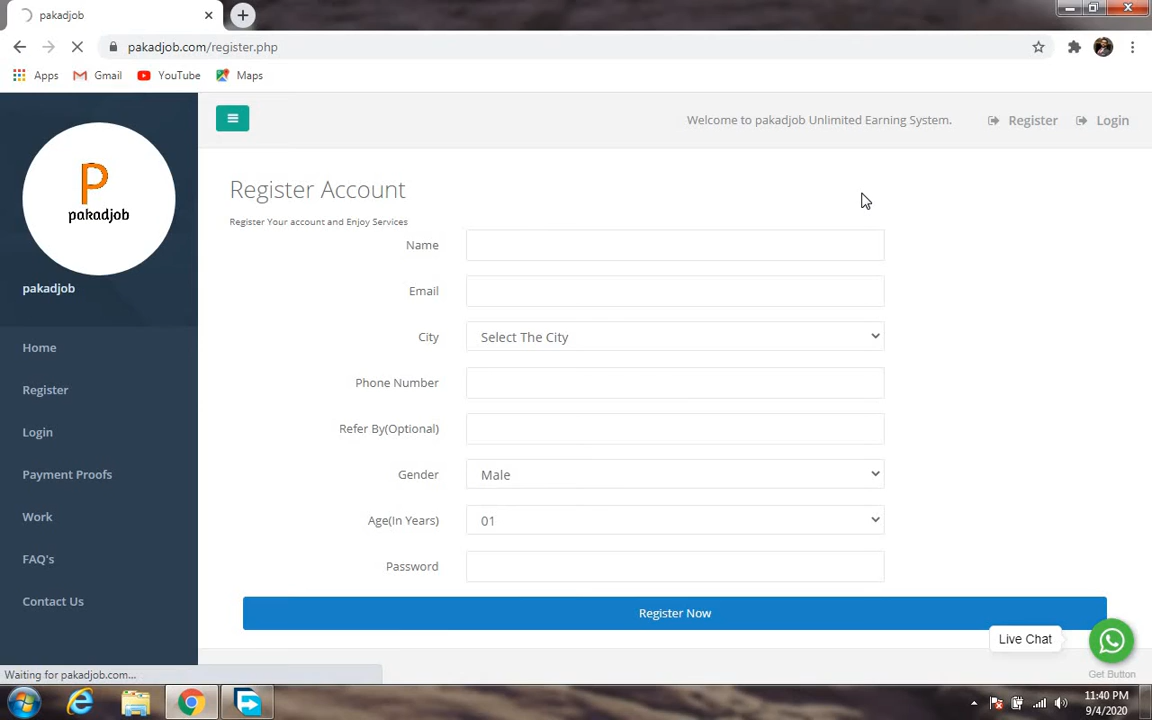 pakadjob
pakadjob.com/register.php
Apps Gmail YouTube Maps
P
pakadjob
pakadjob
Home
Register
Login
Payment Proofs
Work
FAQ's
Contact Us
Welcome to pakadjob Unlimited Earning System. Register Login
Register Account
Register Your account and Enjoy Services
Name
Email
City Select The City
Phone Number
Refer By(Optional)
Gender Male
Age(In Years) 01
Password
Register Now
Live Chat
Get Button
Waiting for pakadjob.com...
11:40 PM
9/4/2020